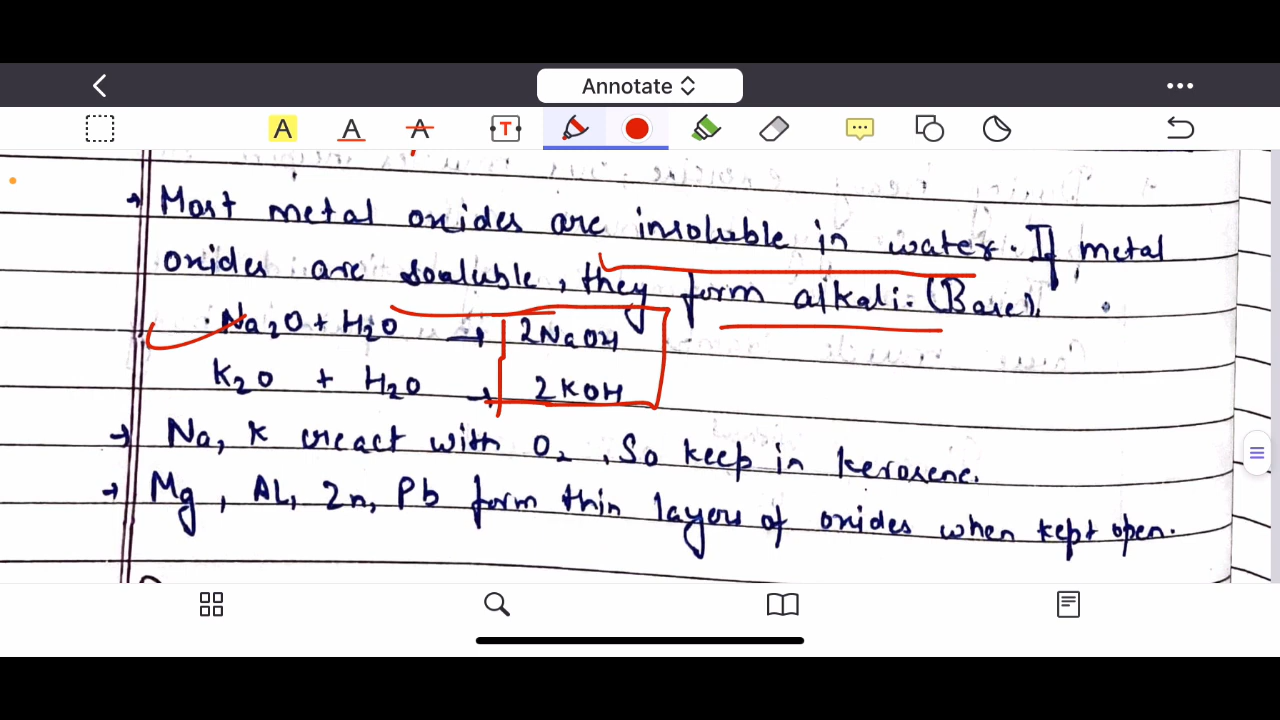 Annotate
A A A T
→ Most metal oxides are insoluble in water. If metal
oxides are soaluble, they form alkali. (Base).
Na₂O + H₂O → 2NaOH
K₂O + H₂O → 2KOH
→ Na, K react with O₂, So keep in kerosene.
→ Mg, Al, Zn, Pb form thin layers of oxides when kept open.